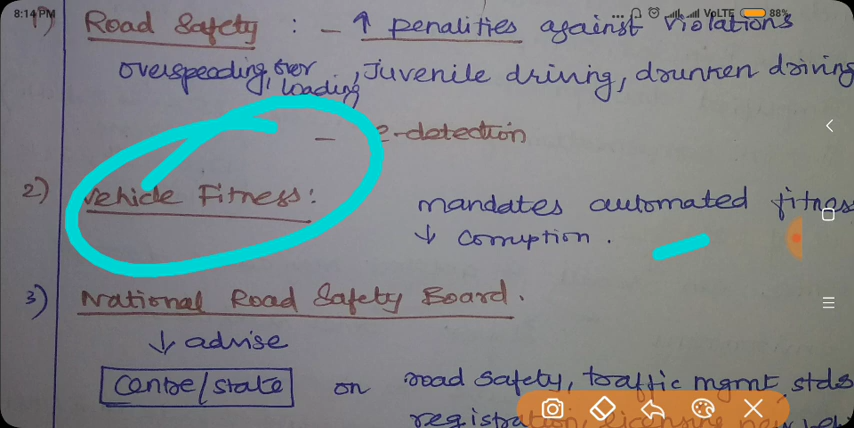 8:14 PM VoLTE 88%
1) Road Safety : - ↑ penalities against violations
overspeeding, over loading, Juvenile driving, drunken driving
- e-detection
2) Vehicle Fitness: mandates automated fitness
↓ corruption.
3) National Road Safety Board.
↓ advise
Centre/state on road safety, traffic mgmt stds